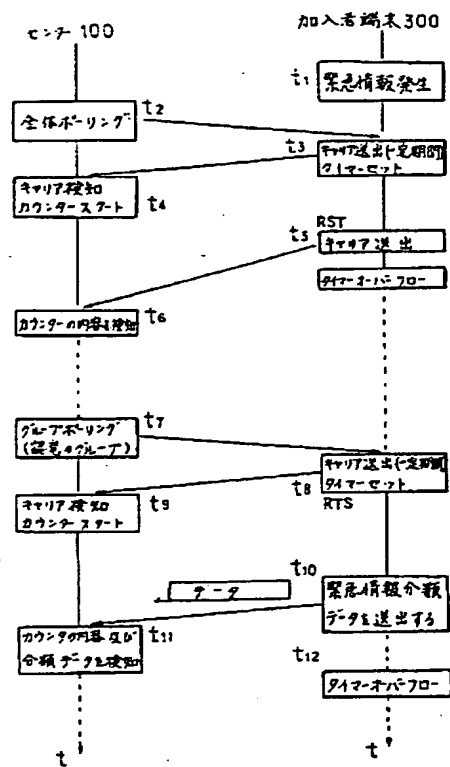 センタ 100
加入者端末300
t1
緊急情報発生
全体ポーリング
t2
t3
キャリア送出(一定期間)
タイマーセット
キャリア検知
カウンタースタート
t4
RST
t5
キャリア送出
タイマーオーバーフロー
カウンターの内容を検知
t6
グループポーリング
(グループ)
t7
キャリア送出(一定期間)
タイマーセット
t8
RTS
キャリア検知
カウンタースタート
t9
t10
緊急情報分類
データを送出する
データ
カウンタの内容及び
分類データを検知
t11
t12
タイマーオーバーフロー
t
t